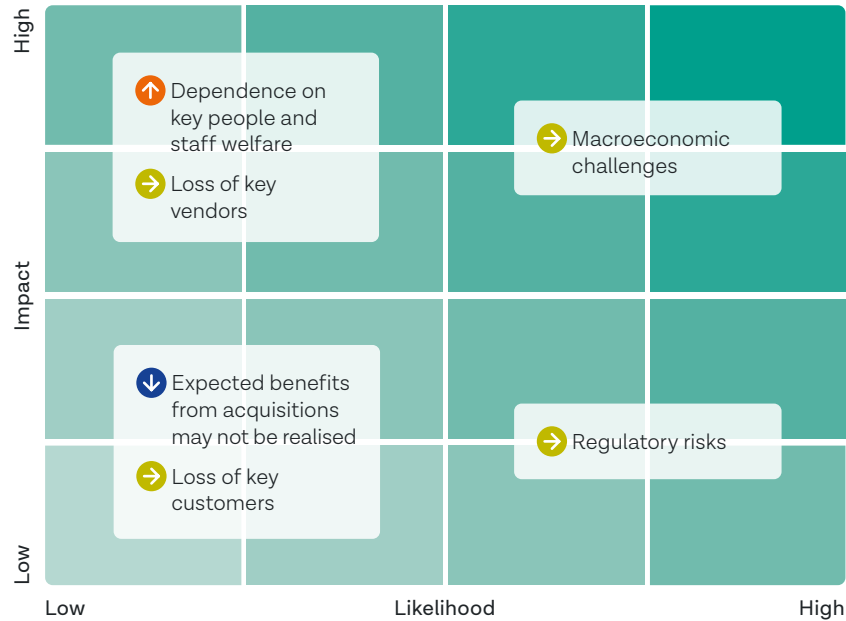 High
Dependence on
key people and
staff welfare
Loss of key
vendors
Macroeconomic
challenges
Impact
Expected benefits
from acquisitions
may not be realised
Loss of key
customers
Regulatory risks
Low
Low
Likelihood
High